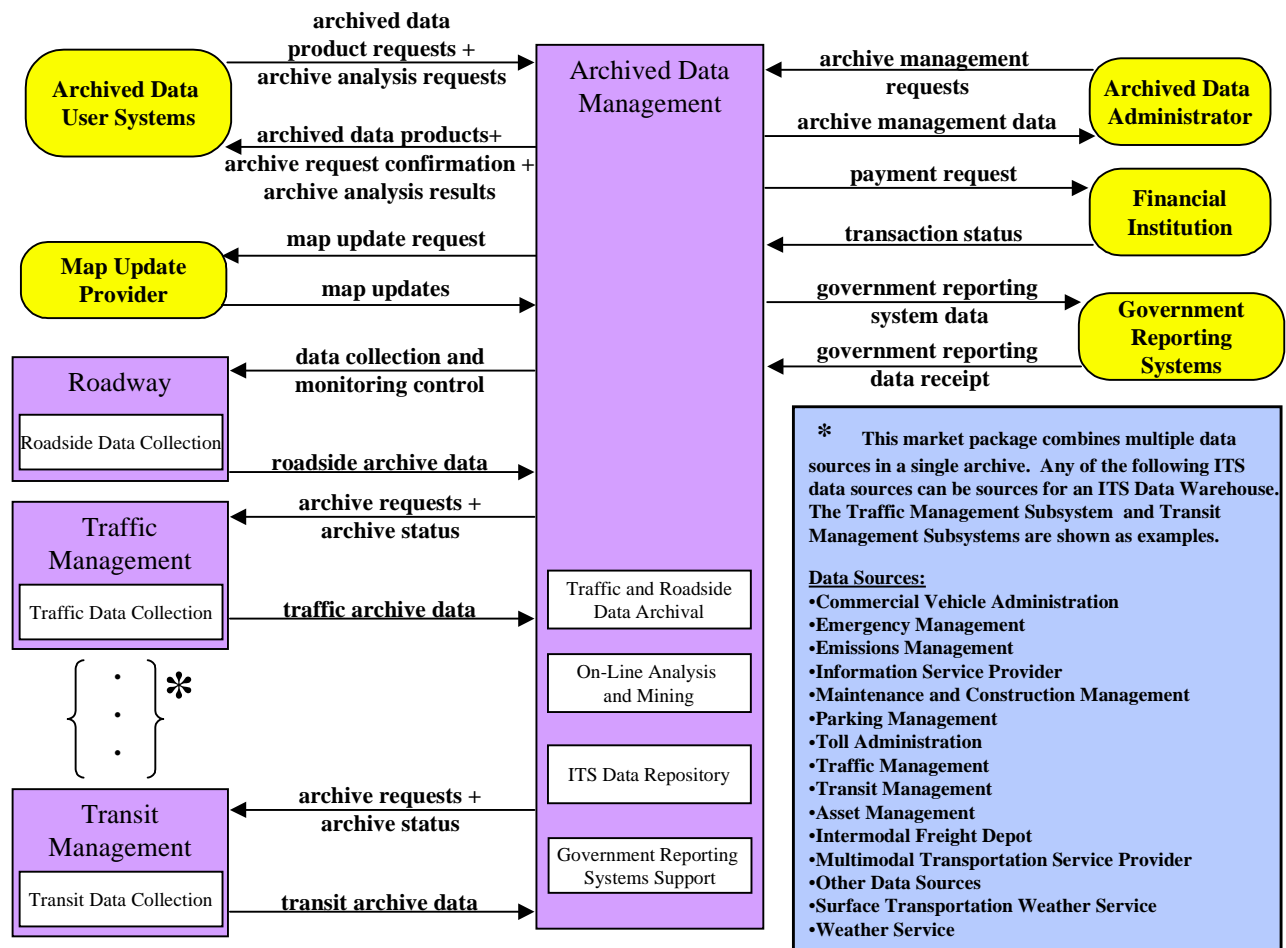 archived data
product requests +
archive analysis requests
Archived Data
User Systems
archived data products+
archive request confirmation +
archive analysis results
map update request
Map Update
Provider
map updates
data collection and
monitoring control
Roadway
Roadside Data Collection
roadside archive data
archive requests +
archive status
Traffic
Management
Traffic Data Collection
traffic archive data
*
archive requests +
archive status
Transit
Management
Transit Data Collection
transit archive data
Archived Data
Management
Traffic and Roadside
Data Archival
On-Line Analysis
and Mining
ITS Data Repository
Government Reporting
Systems Support
archive management
requests
Archived Data
Administrator
archive management data
payment request
Financial
Institution
transaction status
government reporting
system data
Government
Reporting
Systems
government reporting
data receipt
* This market package combines multiple data
sources in a single archive. Any of the following ITS
data sources can be sources for an ITS Data Warehouse.
The Traffic Management Subsystem and Transit
Management Subsystems are shown as examples.
Data Sources:
•Commercial Vehicle Administration
•Emergency Management
•Emissions Management
•Information Service Provider
•Maintenance and Construction Management
•Parking Management
•Toll Administration
•Traffic Management
•Transit Management
•Asset Management
•Intermodal Freight Depot
•Multimodal Transportation Service Provider
•Other Data Sources
•Surface Transportation Weather Service
•Weather Service